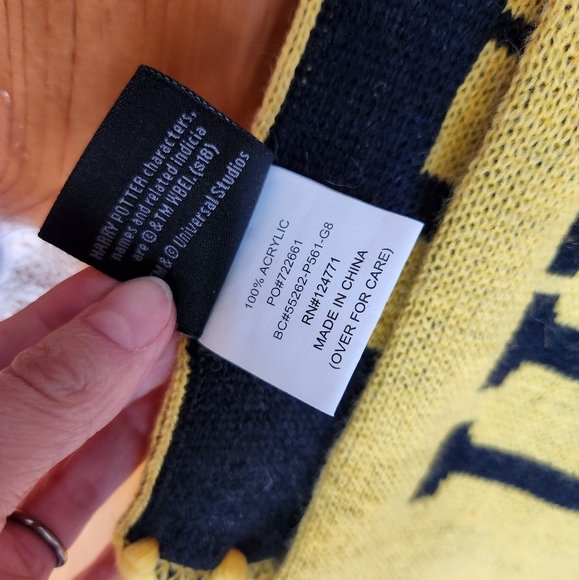 HARRY POTTER characters,
names and related indicia
are © & TM WBEI. (s18)
TM & © Universal Studios
100% ACRYLIC
PO#722661
BC#55262-P561-G8
RN#124771
MADE IN CHINA
(OVER FOR CARE)